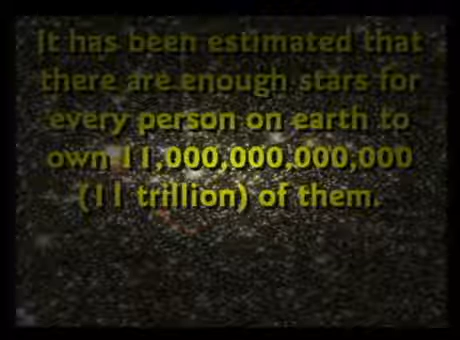 It has been estimated that
there are enough stars for
every person on earth to
own 11,000,000,000,000
(11 trillion) of them.